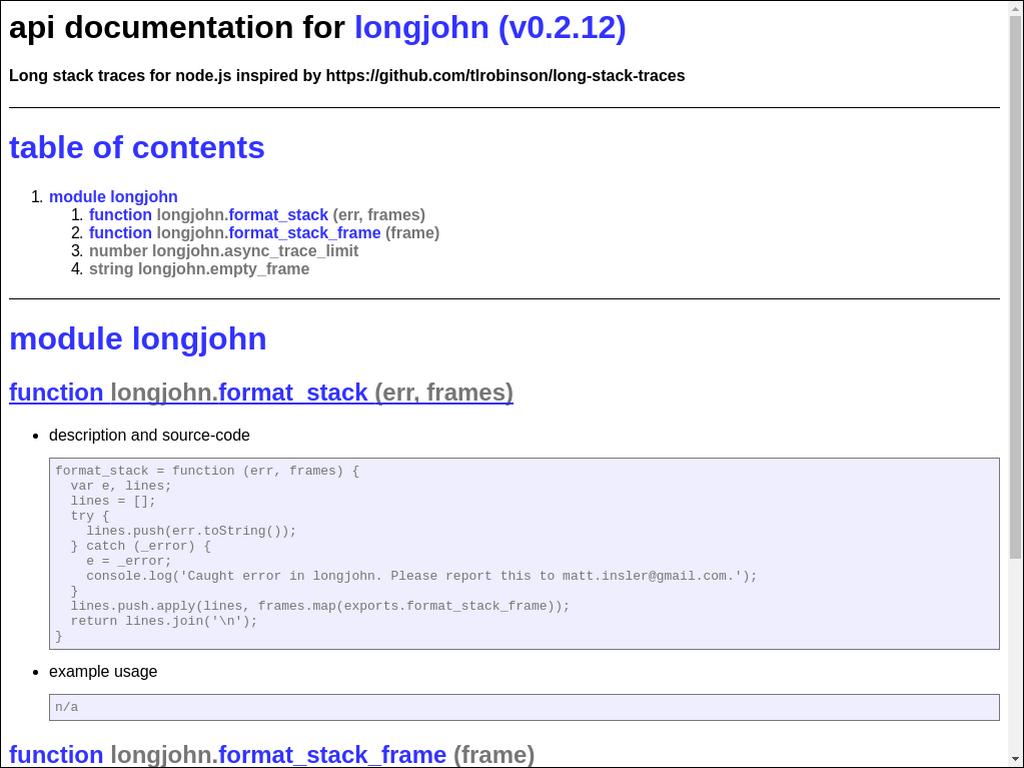 api documentation for longjohn (v0.2.12)
Long stack traces for node.js inspired by https://github.com/tlrobinson/long-stack-traces
table of contents
1. module longjohn
1. function longjohn.format_stack (err, frames)
2. function longjohn.format_stack_frame (frame)
3. number longjohn.async_trace_limit
4. string longjohn.empty_frame
module longjohn
function longjohn.format_stack (err, frames)
• description and source-code
format_stack = function (err, frames) {
  var e, lines;
  lines = [];
  try {
    lines.push(err.toString());
  } catch (_error) {
    e = _error;
    console.log('Caught error in longjohn. Please report this to matt.insler@gmail.com.');
  }
  lines.push.apply(lines, frames.map(exports.format_stack_frame));
  return lines.join('\n');
}
• example usage
n/a
function longjohn.format_stack_frame (frame)